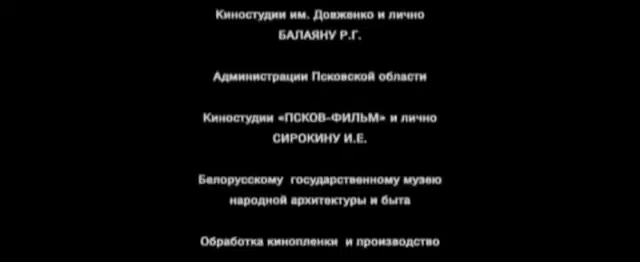 Киностудии им. Довженко и лично
БАЛАЯНУ Р.Г.
Администрации Псковской области
Киностудии «ПСКОВ-ФИЛЬМ» и лично
СИРОКИНУ И.Е.
Белорусскому государственному музею
народной архитектуры и быта
Обработка кинопленки и производство